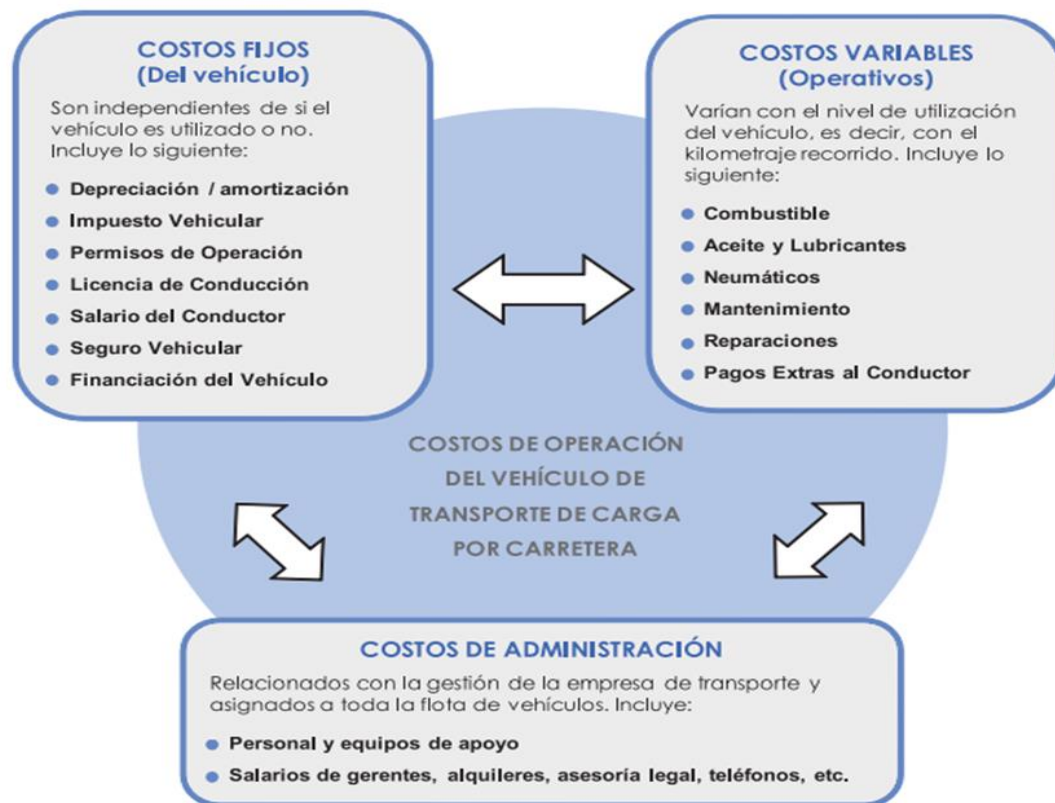 COSTOS FIJOS
(Del vehículo)
Son independientes de si el
vehículo es utilizado o no.
Incluye lo siguiente:
Depreciación / amortización
Impuesto Vehicular
Permisos de Operación
Licencia de Conducción
Salario del Conductor
Seguro Vehicular
Financiación del Vehículo
COSTOS VARIABLES
(Operativos)
Varían con el nivel de utilización
del vehículo, es decir, con el
kilometraje recorrido. Incluye lo
siguiente:
Combustible
Aceite y Lubricantes
Neumáticos
Mantenimiento
Reparaciones
Pagos Extras al Conductor
COSTOS DE OPERACIÓN
DEL VEHÍCULO DE
TRANSPORTE DE CARGA
POR CARRETERA
COSTOS DE ADMINISTRACIÓN
Relacionados con la gestión de la empresa de transporte y
asignados a toda la flota de vehículos. Incluye:
Personal y equipos de apoyo
Salarios de gerentes, alquileres, asesoría legal, teléfonos, etc.